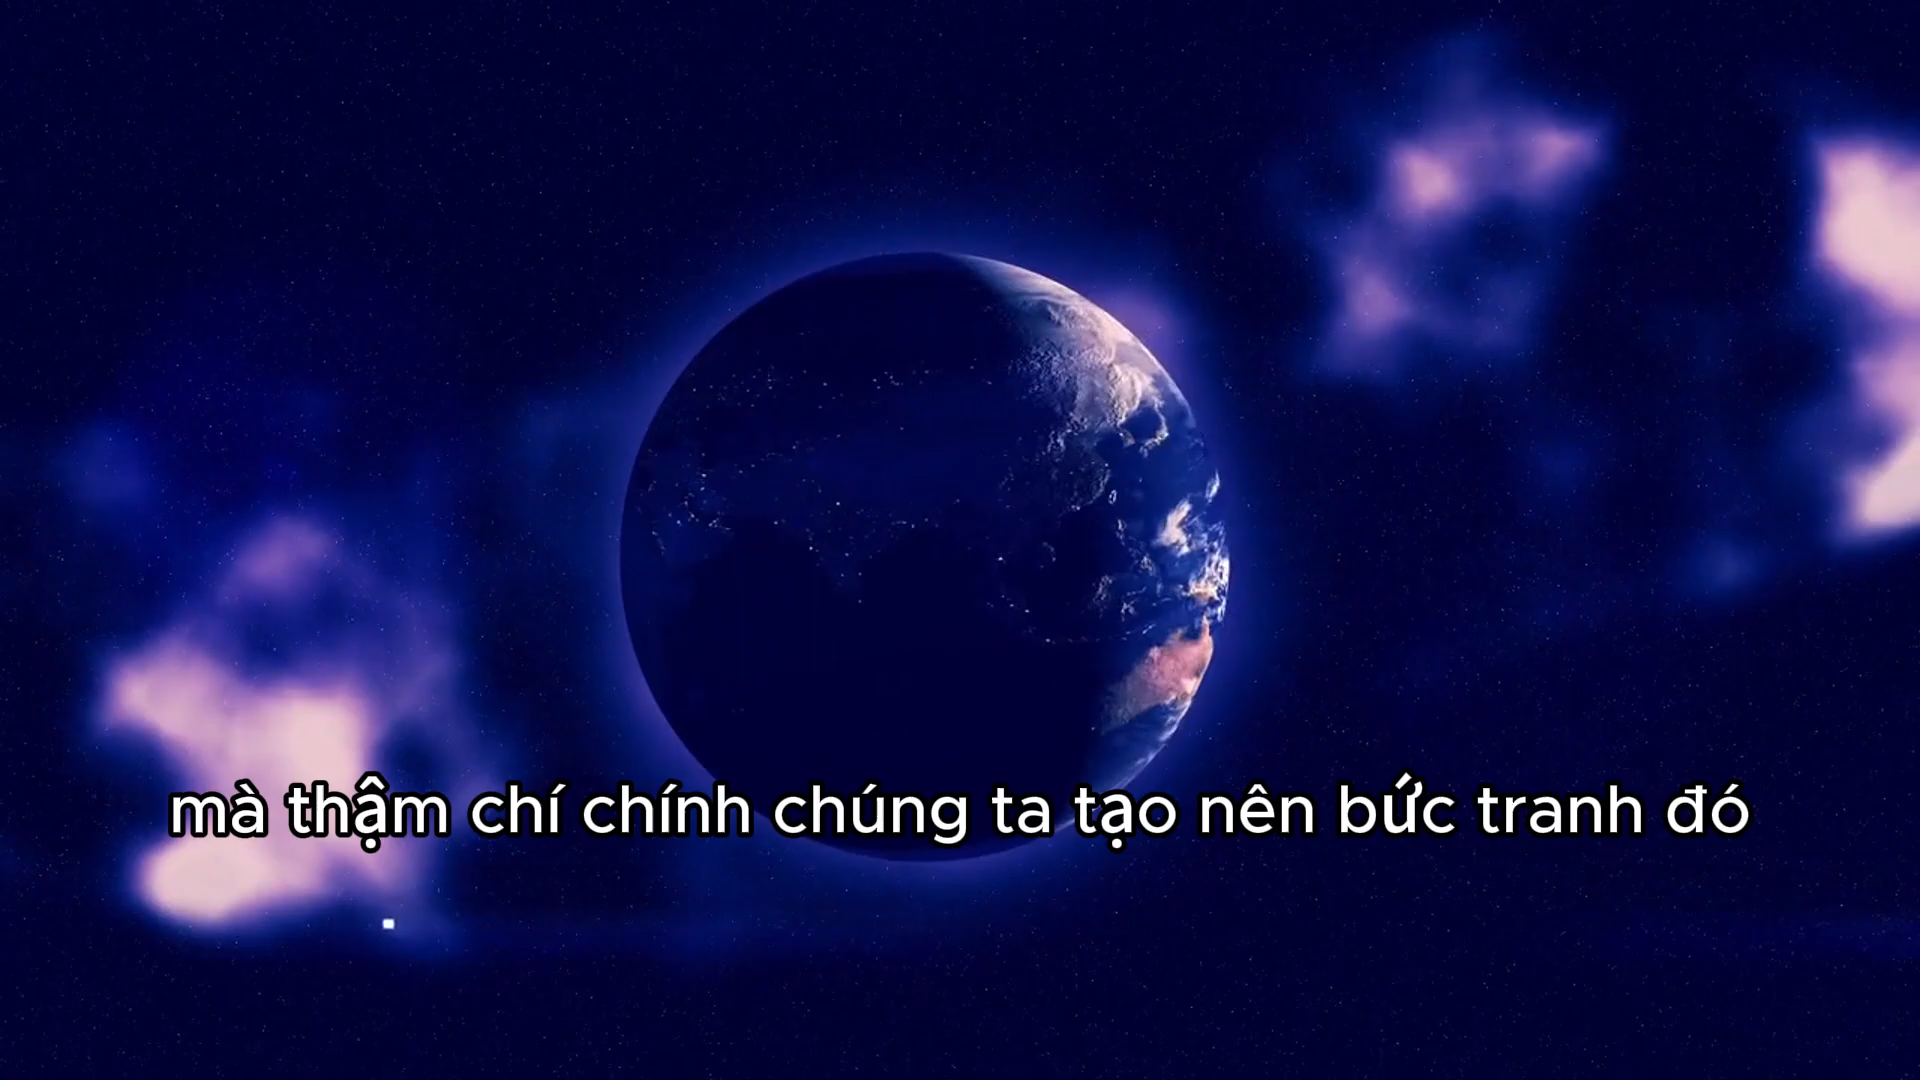 mà thậm chí chính chúng ta tạo nên bức tranh đó